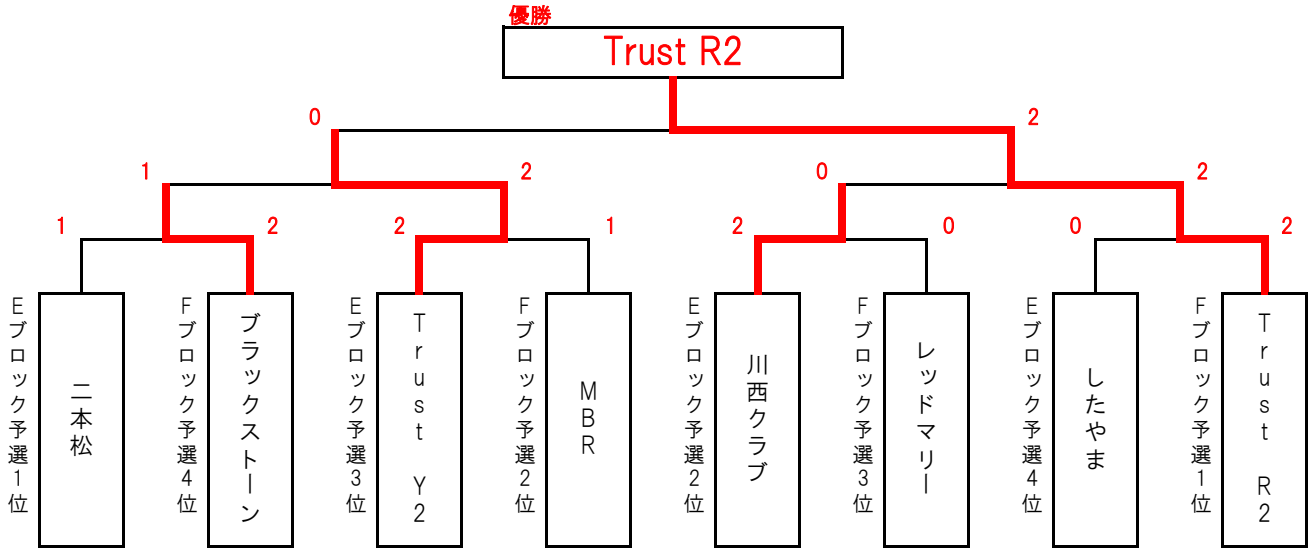 優勝
Trust R2
0
2
1
2
0
2
1
2
2
1
2
0
0
2
Eブロック予選1位
二本松
Fブロック予選4位
ブラックストーン
Eブロック予選3位
Trust Y2
Fブロック予選2位
MBR
Eブロック予選2位
川西クラブ
Fブロック予選3位
レッドマリー
Eブロック予選4位
したやま
Fブロック予選1位
Trust R2